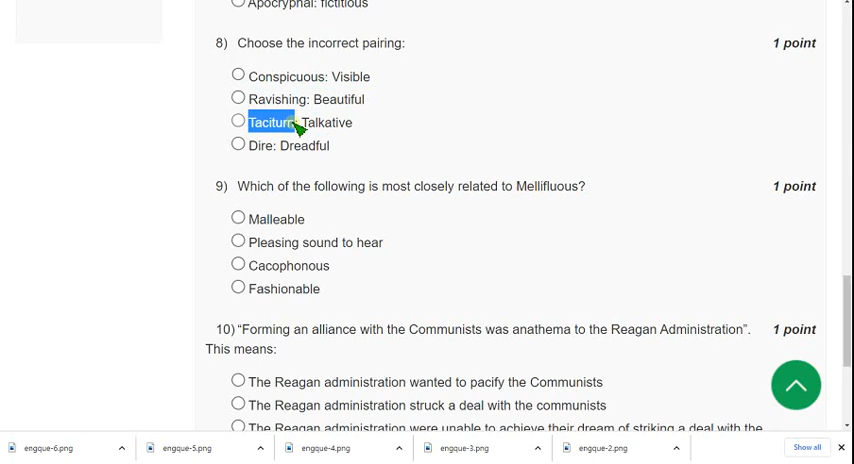 Apocryphal: fictitious
8) Choose the incorrect pairing: 1 point
Conspicuous: Visible
Ravishing: Beautiful
Taciturn: Talkative
Dire: Dreadful
9) Which of the following is most closely related to Mellifluous? 1 point
Malleable
Pleasing sound to hear
Cacophonous
Fashionable
10) “Forming an alliance with the Communists was anathema to the Reagan Administration”. 1 point
This means:
The Reagan administration wanted to pacify the Communists
The Reagan administration struck a deal with the communists
The Reagan administration were unable to achieve their dream of striking a deal with the
engque-6.png engque-5.png engque-4.png engque-3.png engque-2.png Show all